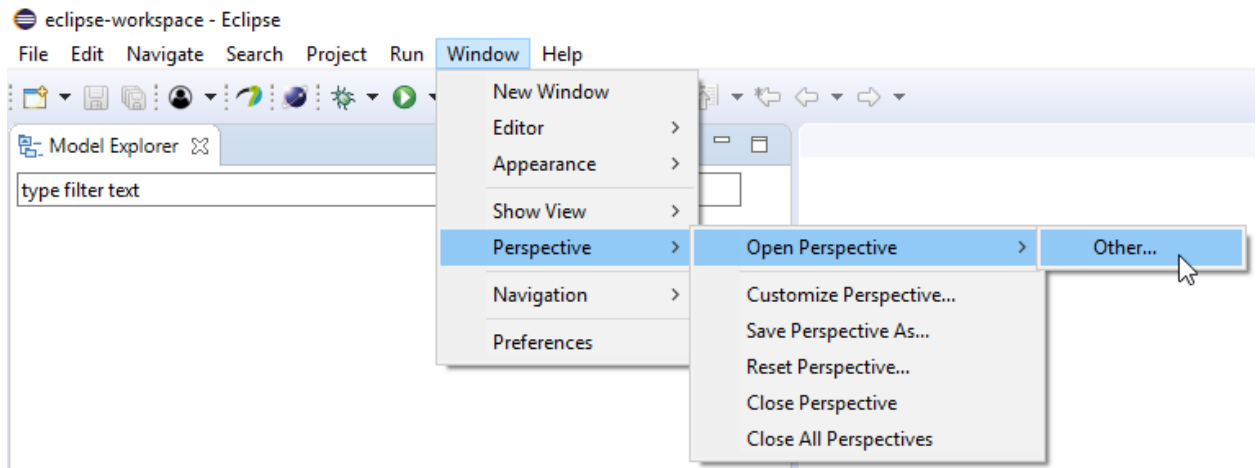 eclipse-workspace - Eclipse
File Edit Navigate Search Project Run Window Help
New Window
Editor
Model Explorer
Appearance
type filter text
Show View
Perspective
Open Perspective
Other...
Navigation
Customize Perspective...
Save Perspective As...
Preferences
Reset Perspective...
Close Perspective
Close All Perspectives